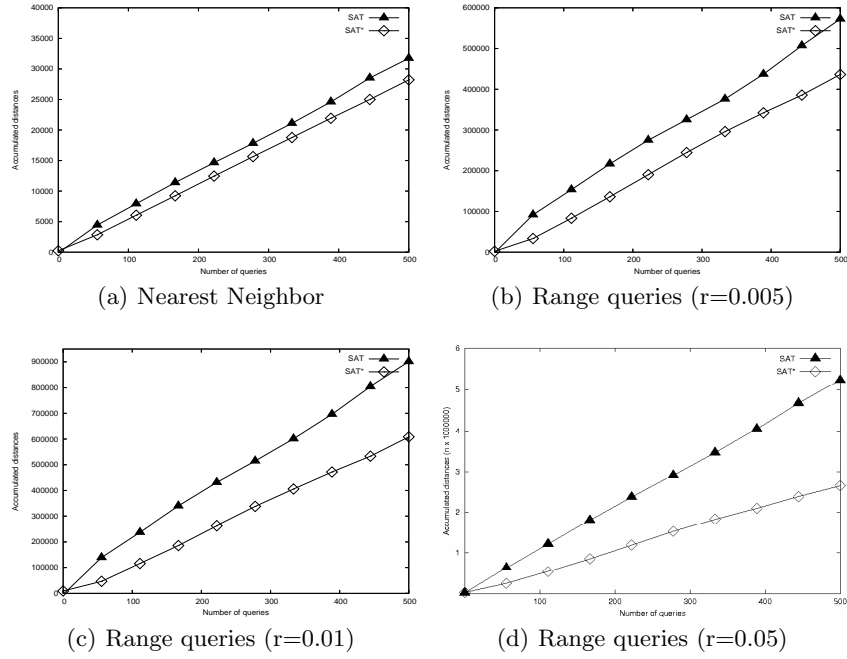 40000
35000
30000
25000
20000
15000
10000
5000
0
Accumulated distances
SAT
SAT*
0 100 200 300 400 500
Number of queries
(a) Nearest Neighbor
600000
500000
400000
300000
200000
100000
0
Accumulated distances
SAT
SAT*
0 100 200 300 400 500
Number of queries
(b) Range queries (r=0.005)
900000
800000
700000
600000
500000
400000
300000
200000
100000
0
Accumulated distances
SAT
SAT*
0 100 200 300 400 500
Number of queries
(c) Range queries (r=0.01)
6
5
4
3
2
1
Accumulated distances (n x 1000000)
SAT
SAT*
0 100 200 300 400 500
Number of queries
(d) Range queries (r=0.05)